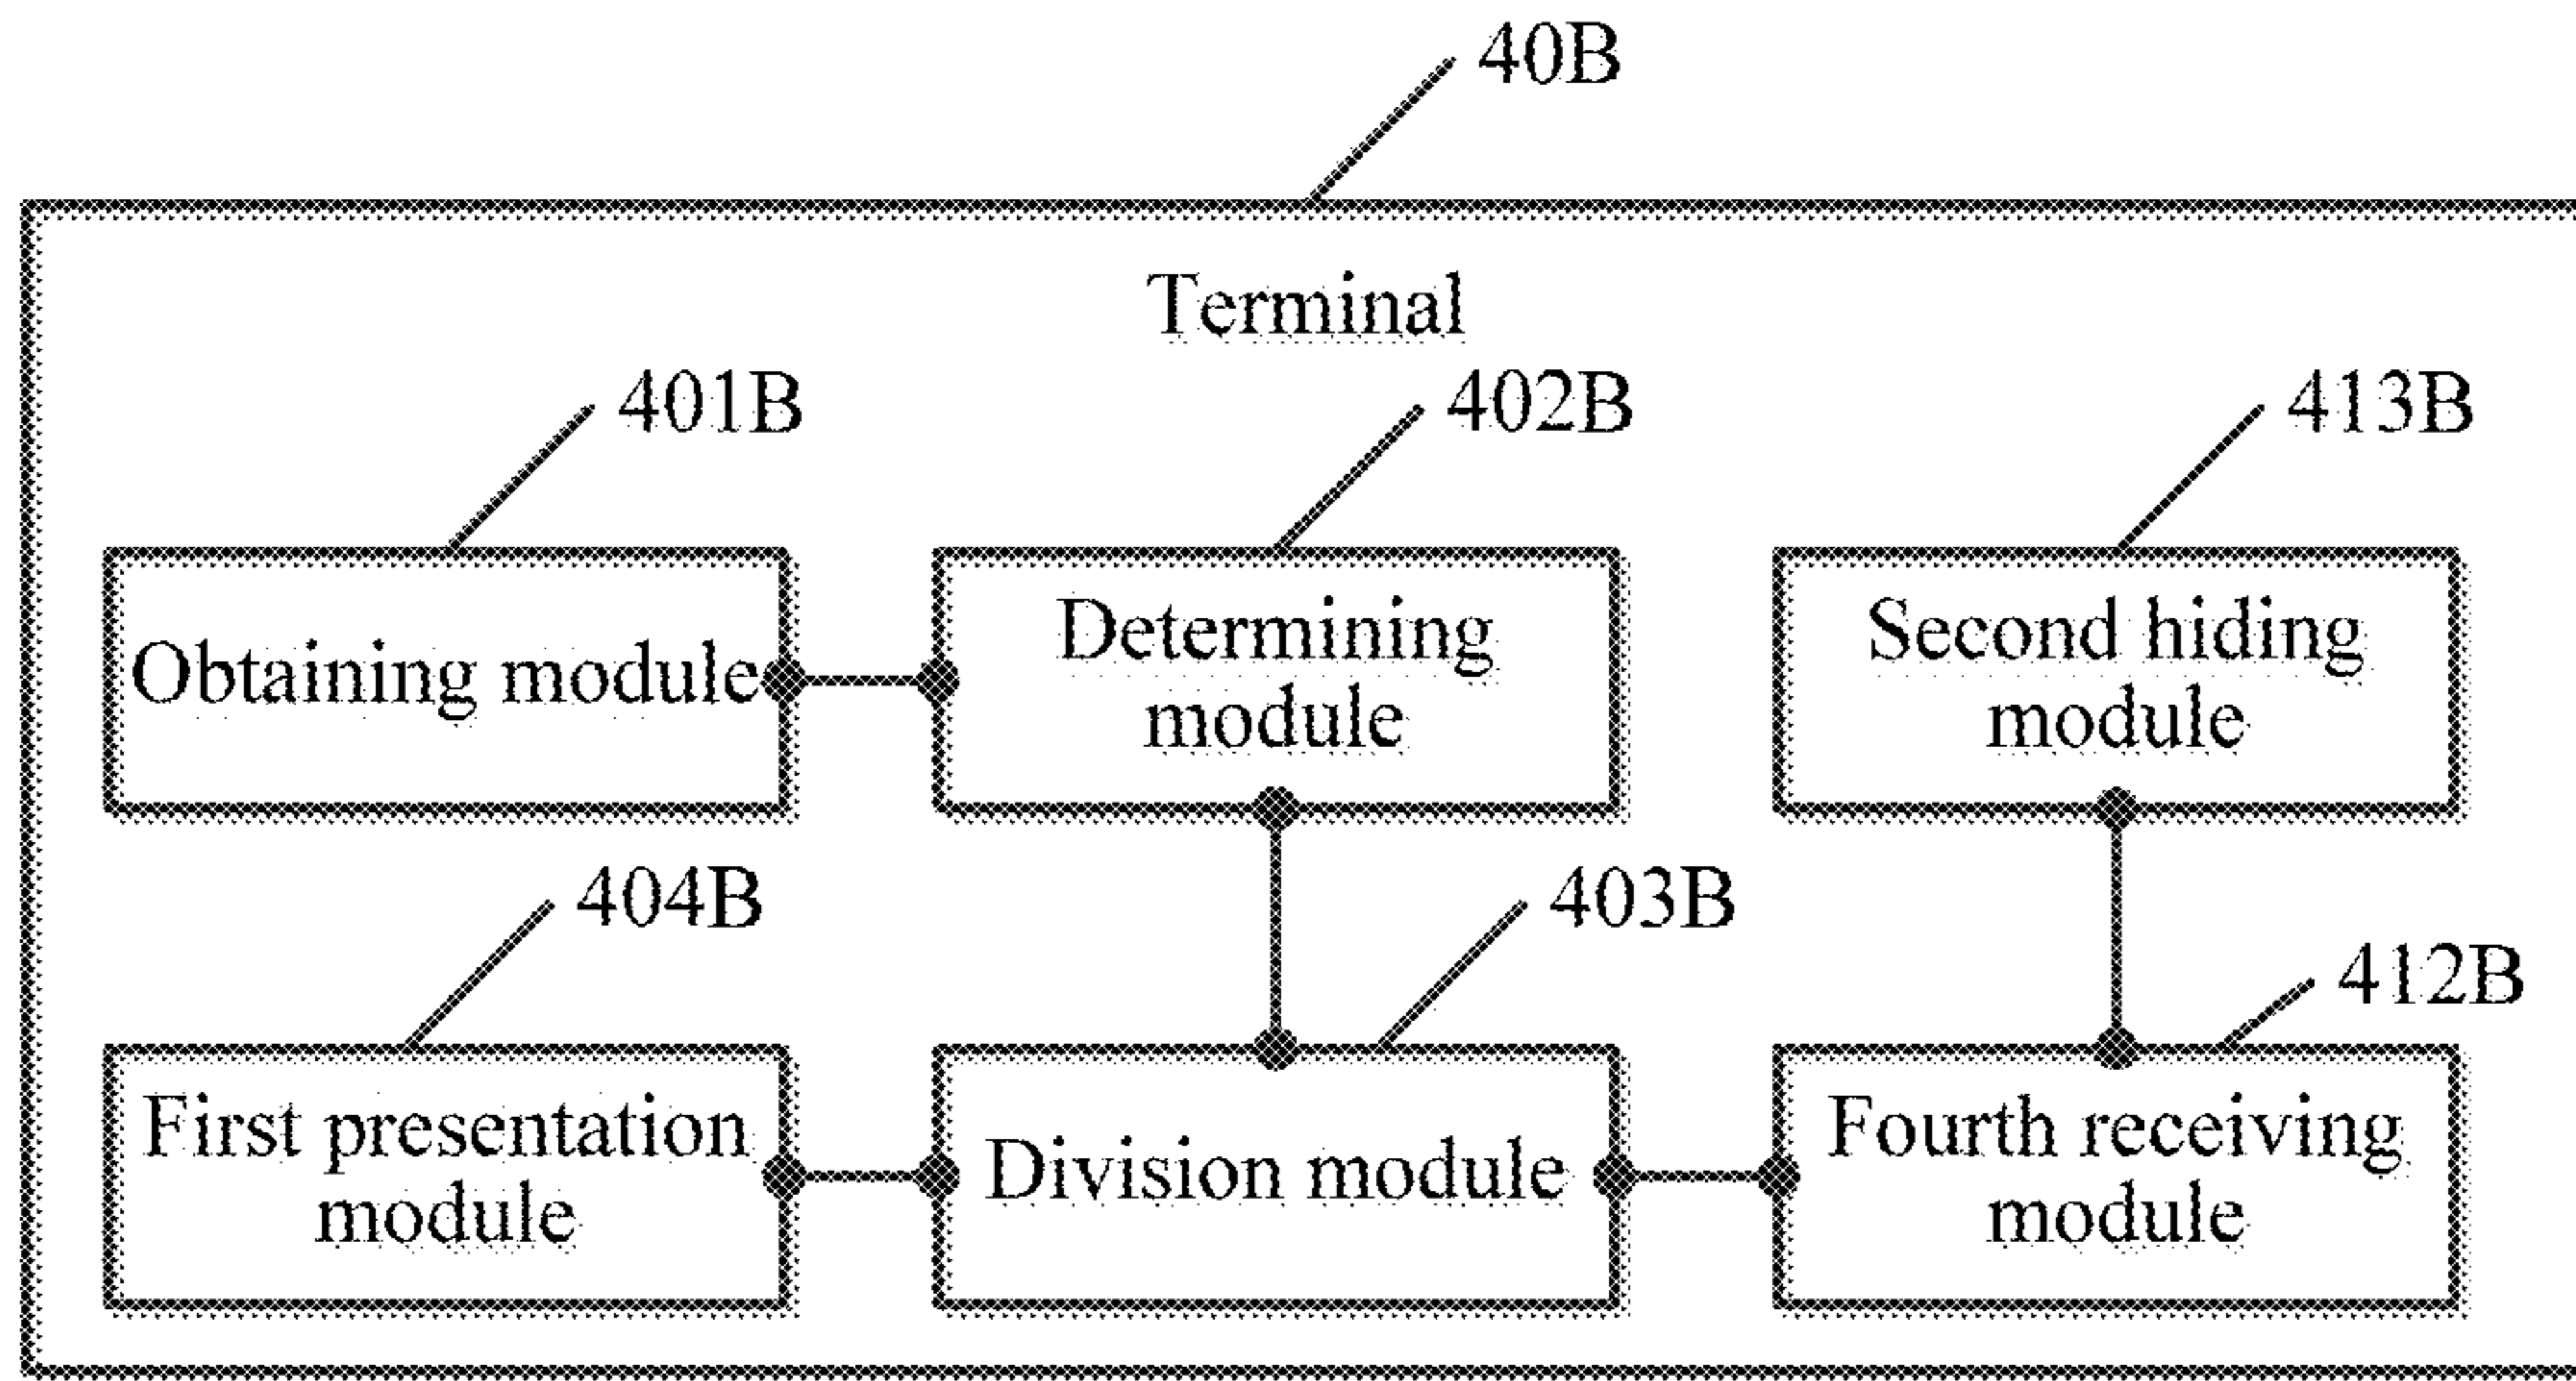 40B
Terminal
401B
402B
413B
Obtaining module
Determining
module
Second hiding
module
404B
403B
412B
First presentation
module
Division module
Fourth receiving
module